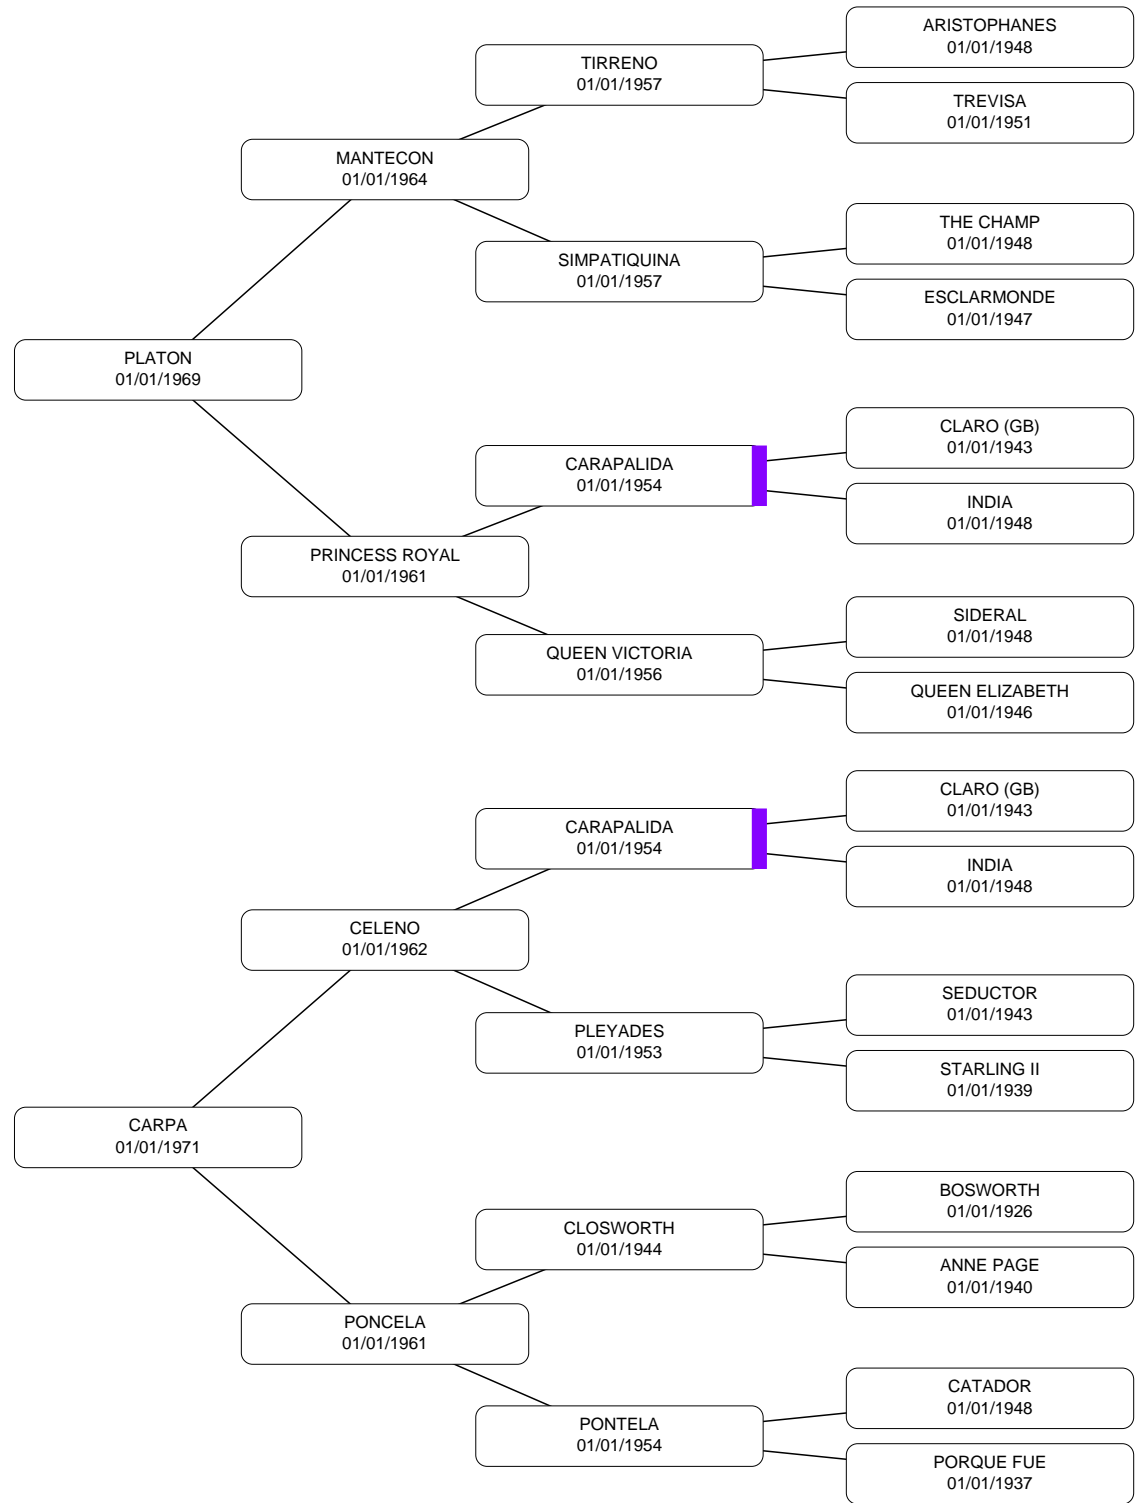 ARISTOPHANES
01/01/1948
TIRRENO
01/01/1957
TREVISA
01/01/1951
MANTECON
01/01/1964
THE CHAMP
01/01/1948
SIMPATIQUINA
01/01/1957
ESCLARMONDE
01/01/1947
PLATON
01/01/1969
CLARO (GB)
01/01/1943
CARAPALIDA
01/01/1954
INDIA
01/01/1948
PRINCESS ROYAL
01/01/1961
SIDERAL
01/01/1948
QUEEN VICTORIA
01/01/1956
QUEEN ELIZABETH
01/01/1946
CLARO (GB)
01/01/1943
CARAPALIDA
01/01/1954
INDIA
01/01/1948
CELENO
01/01/1962
SEDUCTOR
01/01/1943
PLEYADES
01/01/1953
STARLING II
01/01/1939
CARPA
01/01/1971
BOSWORTH
01/01/1926
CLOSWORTH
01/01/1944
ANNE PAGE
01/01/1940
PONCELA
01/01/1961
CATADOR
01/01/1948
PONTELA
01/01/1954
PORQUE FUE
01/01/1937